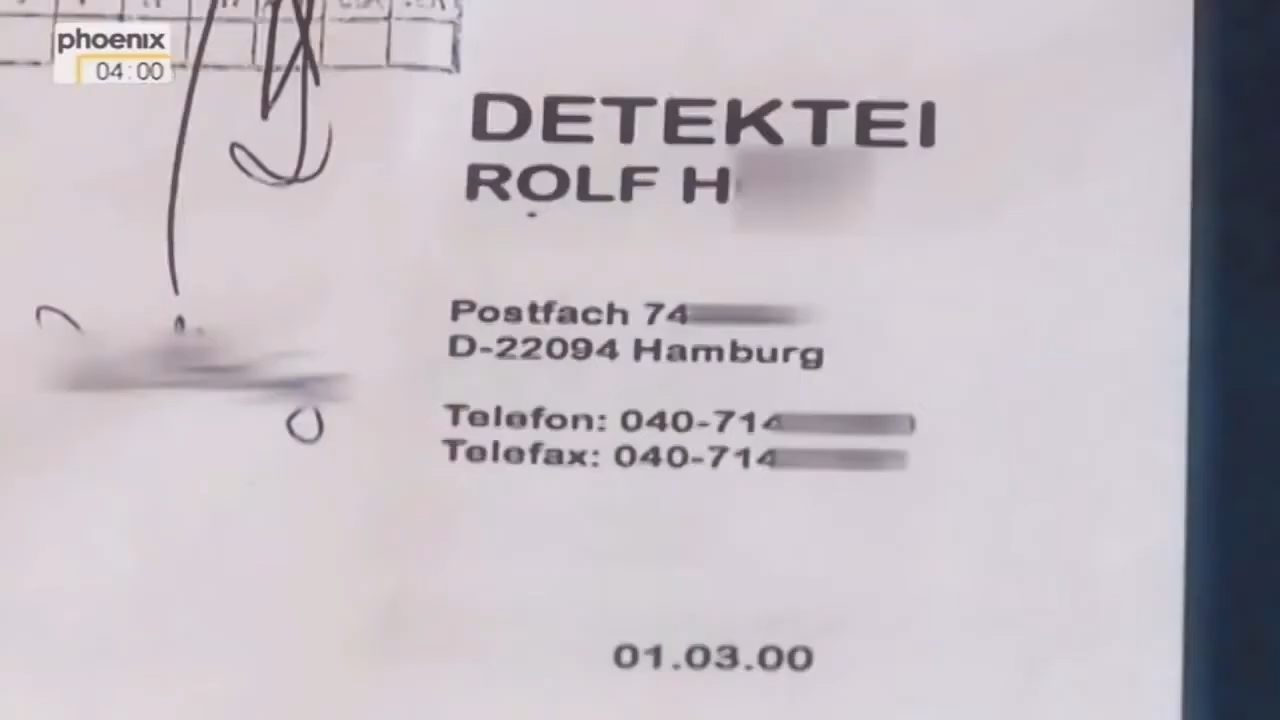 phoenix
04:00
DETEKTEI
ROLF H
Postfach 74
D-22094 Hamburg
Telefon: 040-714
Telefax: 040-714
01.03.00